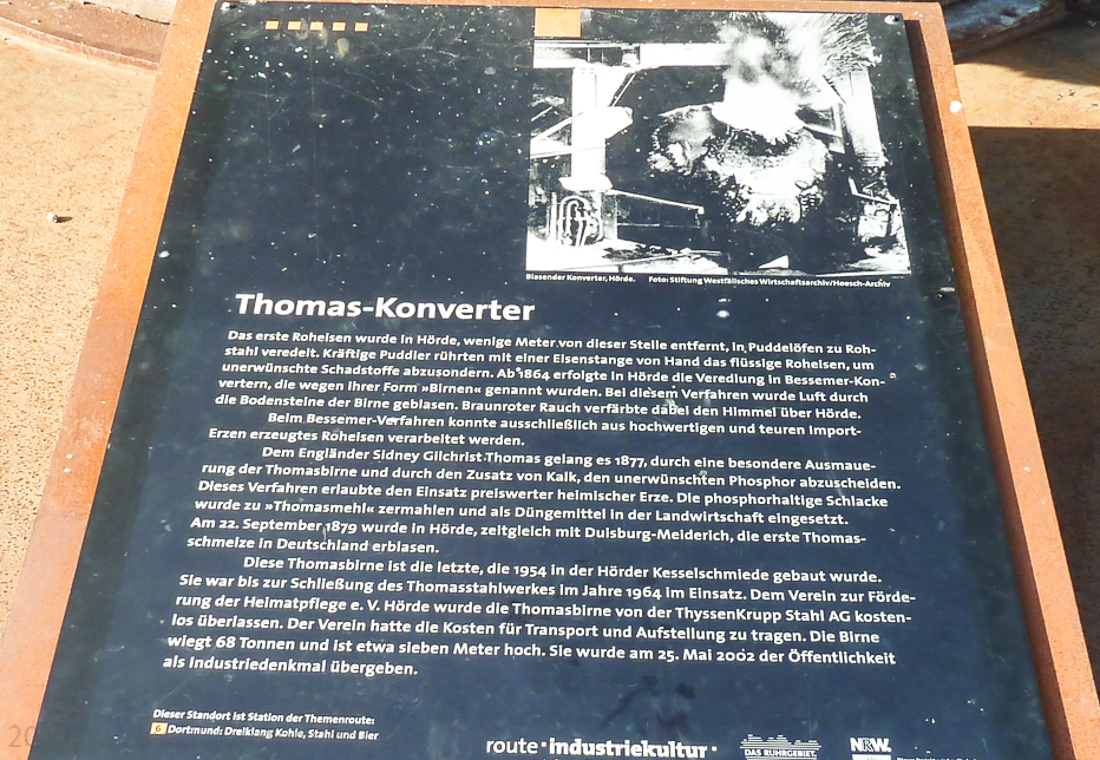 Blasender Konverter, Hörde. Foto: Stiftung Westfälisches Wirtschaftsarchiv/Hoesch-Archiv
Thomas-Konverter
Das erste Roheisen wurde in Hörde, wenige Meter von dieser Stelle entfernt, in Puddelöfen zu Roh-
stahl veredelt. Kräftige Puddler rührten mit einer Eisenstange von Hand das flüssige Roheisen, um
unerwünschte Schadstoffe abzusondern. Ab 1864 erfolgte in Hörde die Veredlung in Bessemer-Kon-
vertern, die wegen ihrer Form »Birnen« genannt wurden. Bei diesem Verfahren wurde Luft durch
die Bodensteine der Birne geblasen. Braunroter Rauch verfärbte dabei den Himmel über Hörde.
Beim Bessemer-Verfahren konnte ausschließlich aus hochwertigen und teuren Import-
Erzen erzeugtes Roheisen verarbeitet werden.
Dem Engländer Sidney Gilchrist Thomas gelang es 1877, durch eine besondere Ausmaue-
rung der Thomasbirne und durch den Zusatz von Kalk, den unerwünschten Phosphor abzuscheiden.
Dieses Verfahren erlaubte den Einsatz preiswerter heimischer Erze. Die phosphorhaltige Schlacke
wurde zu »Thomasmehl« zermahlen und als Düngemittel in der Landwirtschaft eingesetzt.
Am 22. September 1879 wurde in Hörde, zeitgleich mit Duisburg-Meiderich, die erste Thomas-
schmelze in Deutschland erblasen.
Diese Thomasbirne ist die letzte, die 1954 in der Hörder Kesselschmiede gebaut wurde.
Sie war bis zur Schließung des Thomasstahlwerkes im Jahre 1964 im Einsatz. Dem Verein zur Förde-
rung der Heimatpflege e. V. Hörde wurde die Thomasbirne von der ThyssenKrupp Stahl AG kosten-
los überlassen. Der Verein hatte die Kosten für Transport und Aufstellung zu tragen. Die Birne
wiegt 68 Tonnen und ist etwa sieben Meter hoch. Sie wurde am 25. Mai 2002 der Öffentlichkeit
als Industriedenkmal übergeben.
Dieser Standort ist Station der Themenroute:
6 Dortmund: Dreiklang Kohle, Stahl und Bier
route · industriekultur ·
DAS RUHRGEBIET.
NRW.